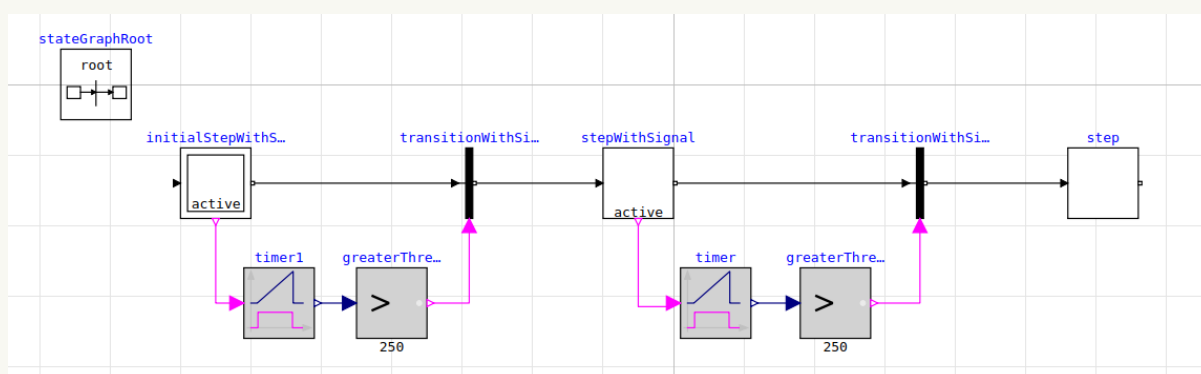 stateGraphRoot
root
initialStepWithS…
transitionWithSi…
stepWithSignal
transitionWithSi…
step
active
active
timer1
greaterThre…
timer
greaterThre…
>
>
250
250